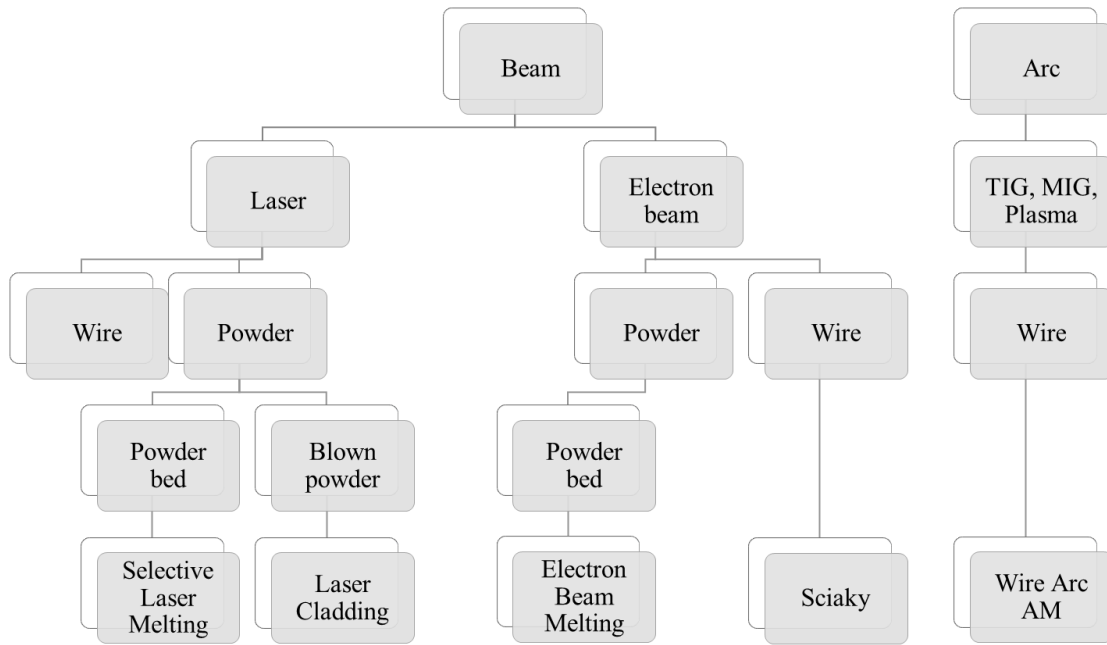 Beam
Arc
Laser
Electron
beam
TIG, MIG,
Plasma
Wire
Powder
Powder
Wire
Wire
Powder
bed
Blown
powder
Powder
bed
Selective
Laser
Melting
Laser
Cladding
Electron
Beam
Melting
Sciaky
Wire Arc
AM